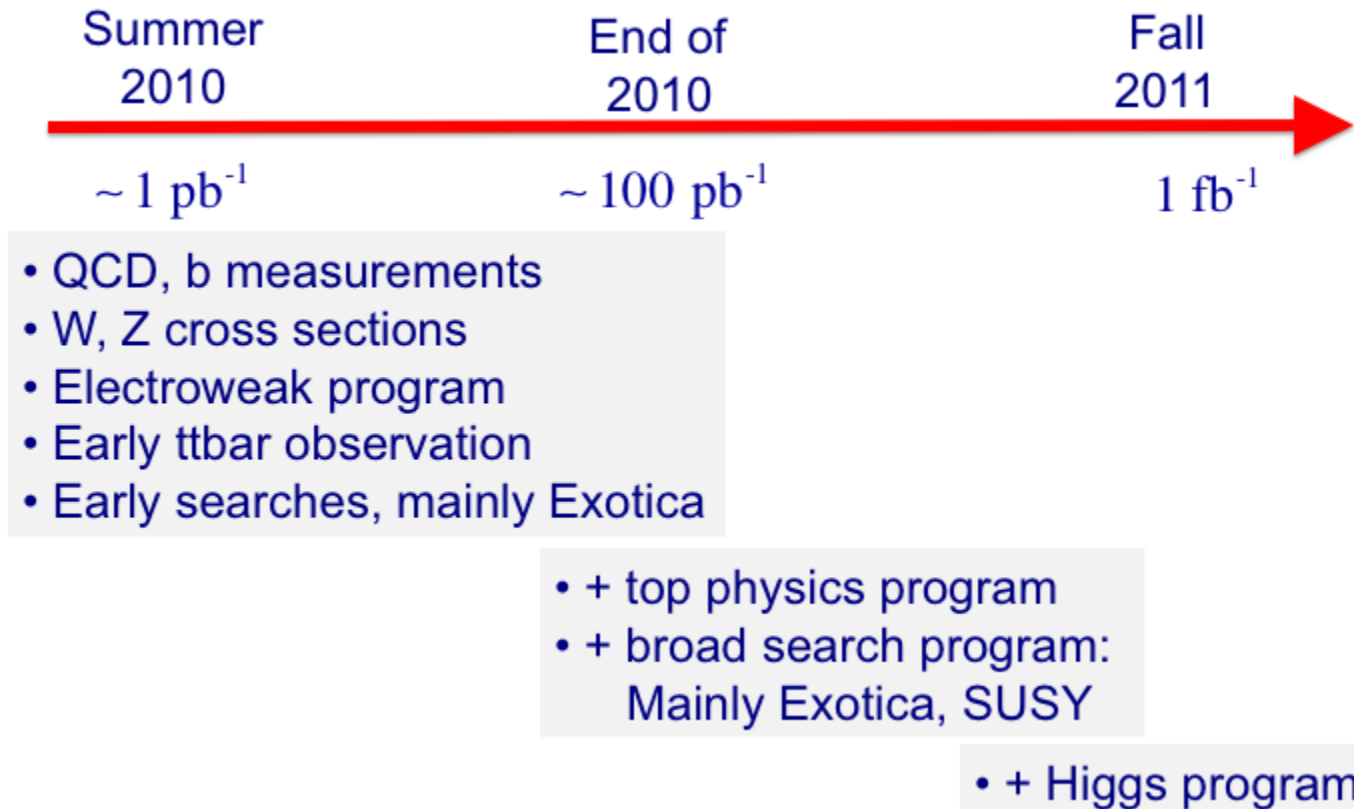 Summer
2010
End of
2010
Fall
2011
~ 1 pb⁻¹
~ 100 pb⁻¹
1 fb⁻¹
• QCD, b measurements
• W, Z cross sections
• Electroweak program
• Early ttbar observation
• Early searches, mainly Exotica
• + top physics program
• + broad search program:
Mainly Exotica, SUSY
• + Higgs program